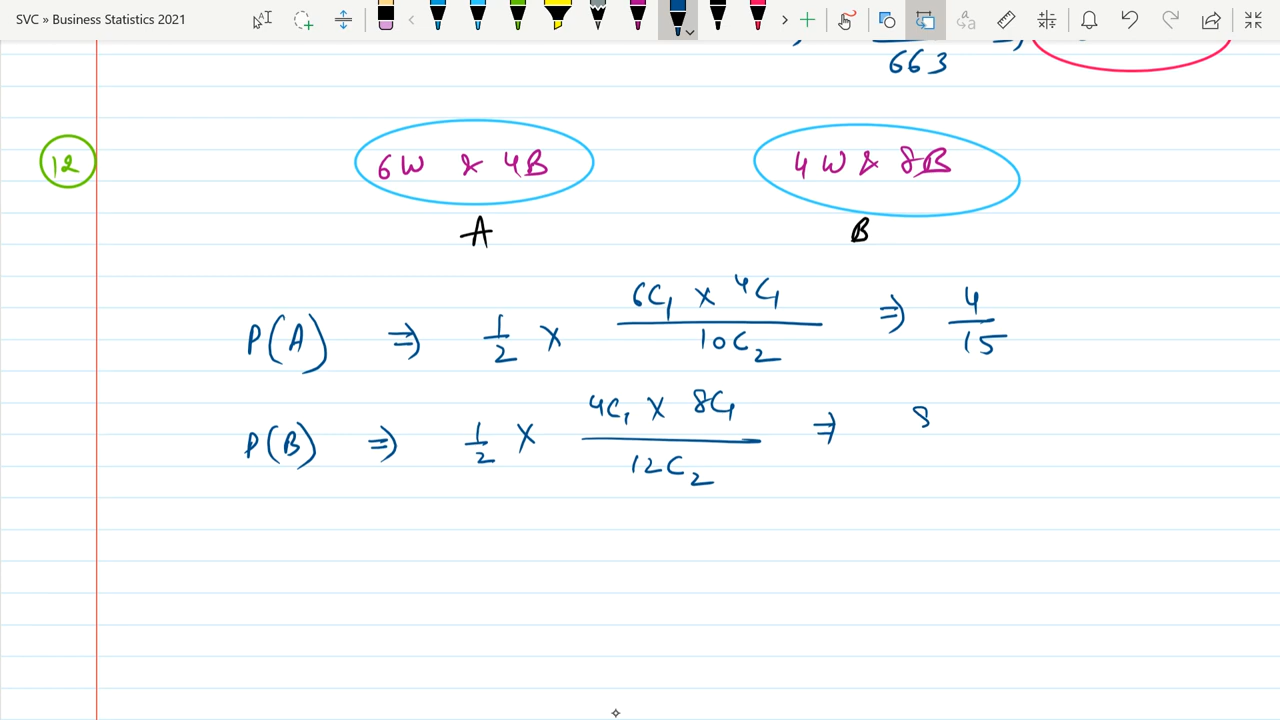 SVC » Business Statistics 2021
663
12
6W & 4B
4W & 8B
A
B
P(A) ⇒ 1/2 × (6C1 × 4C1)/(10C2) ⇒ 4/15
P(B) ⇒ 1/2 × (4C1 × 8C1)/(12C2) ⇒ 8